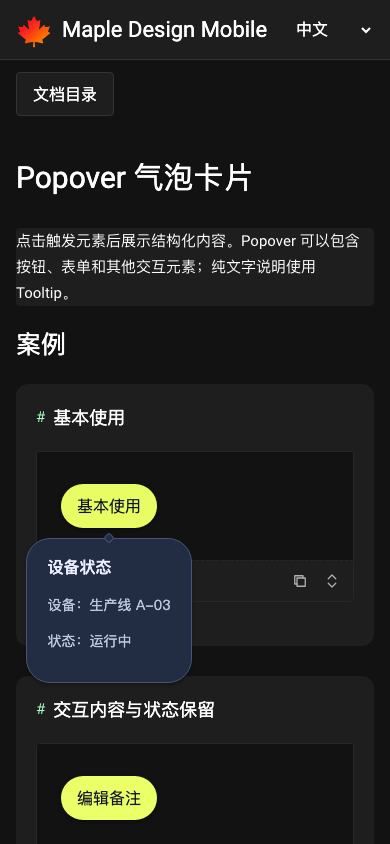 Maple Design Mobile
中文
文档目录
Popover 气泡卡片
点击触发元素后展示结构化内容。Popover 可以包含
按钮、表单和其他交互元素；纯文字说明使用
Tooltip。
案例
# 基本使用
基本使用
设备状态
设备：生产线 A-03
状态：运行中
# 交互内容与状态保留
编辑备注